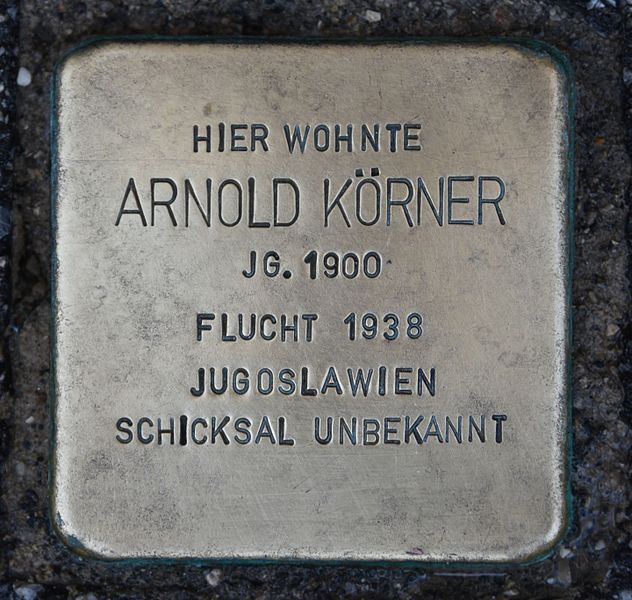 HIER WOHNTE
ARNOLD KÖRNER
JG. 1900
FLUCHT 1938
JUGOSLAWIEN
SCHICKSAL UNBEKANNT